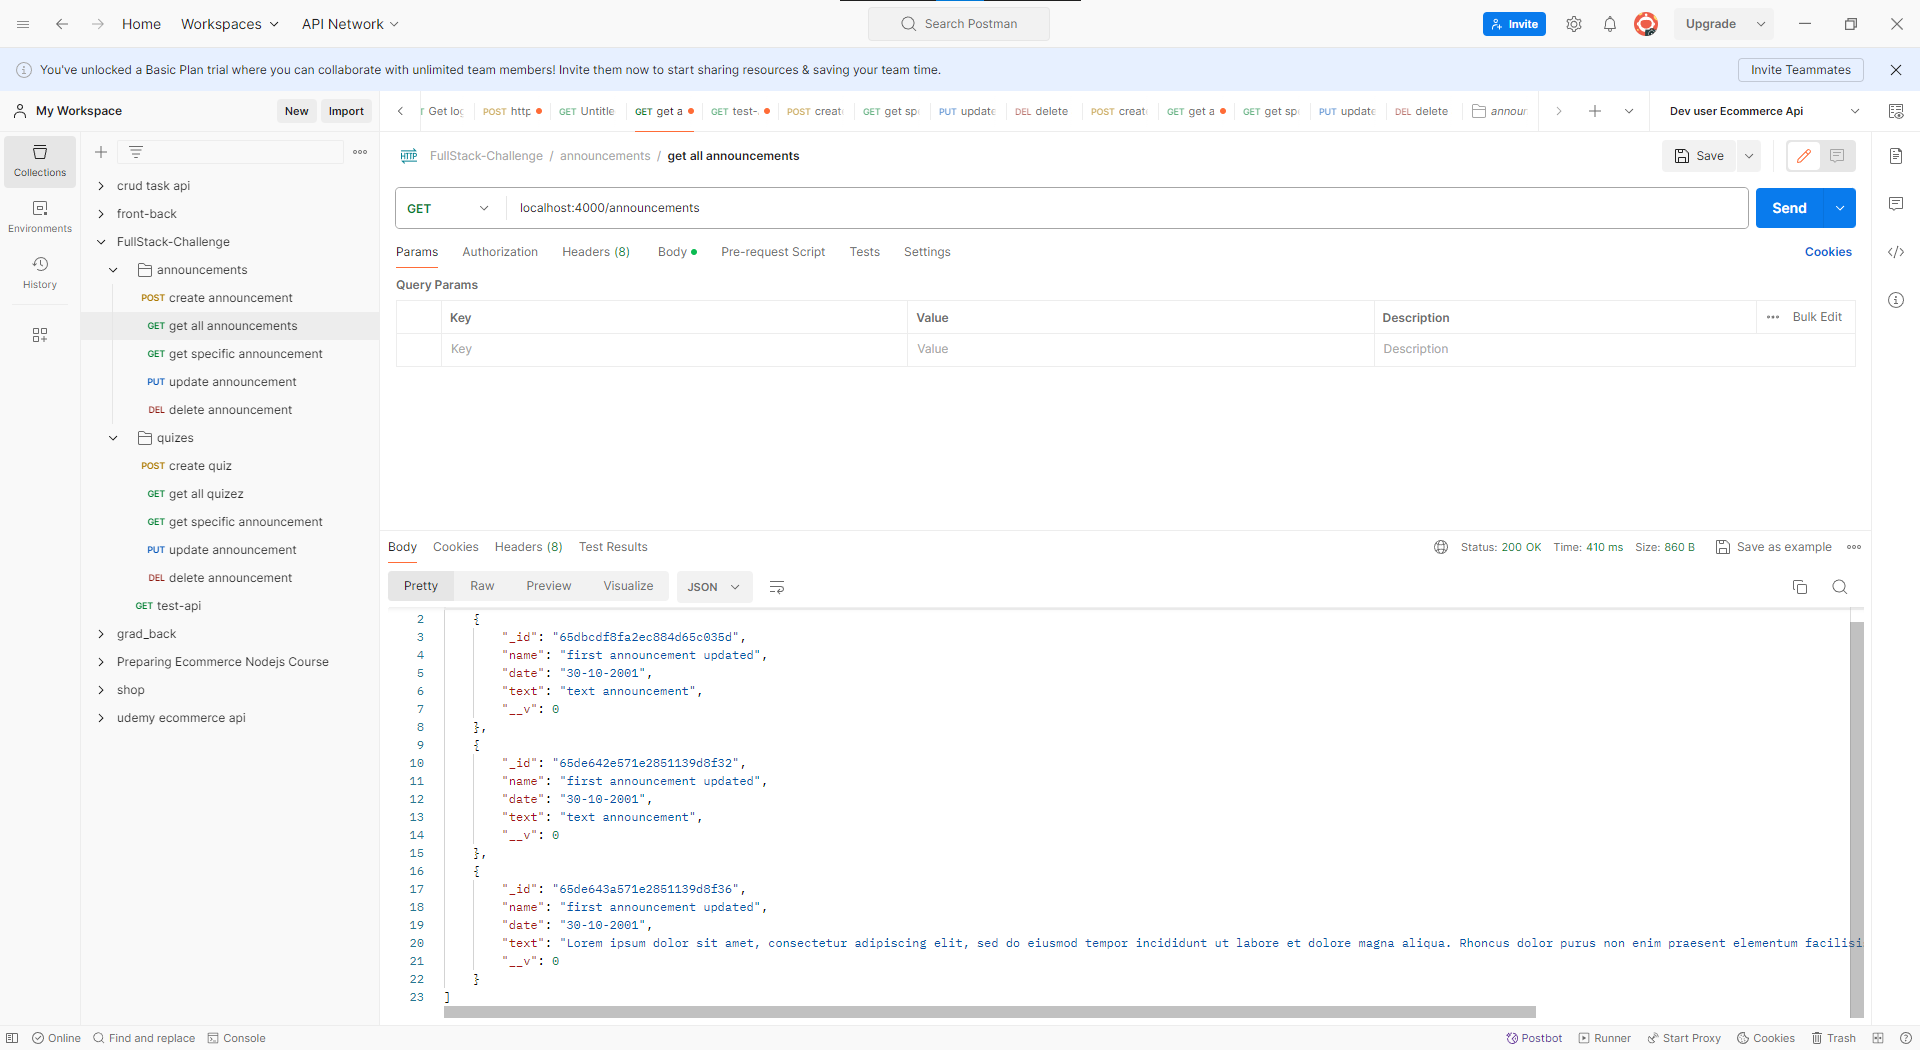 Home Workspaces API Network Search Postman Invite Upgrade
You've unlocked a Basic Plan trial where you can collaborate with unlimited team members! Invite them now to start sharing resources & saving your team time. Invite Teammates
My Workspace New Import
Get log POST http GET Untitle GET get a GET test- POST creat GET get sp PUT update DEL delete POST creat GET get a GET get sp PUT update DEL delete announ Dev user Ecommerce Api
Collections
Environments
History
crud task api
front-back
FullStack-Challenge
announcements
POST create announcement
GET get all announcements
GET get specific announcement
PUT update announcement
DEL delete announcement
quizes
POST create quiz
GET get all quizez
GET get specific announcement
PUT update announcement
DEL delete announcement
GET test-api
grad_back
Preparing Ecommerce Nodejs Course
shop
udemy ecommerce api
HTTP FullStack-Challenge / announcements / get all announcements Save
GET localhost:4000/announcements Send
Params Authorization Headers (8) Body Pre-request Script Tests Settings Cookies
Query Params
Key Value Description Bulk Edit
Key Value Description
Body Cookies Headers (8) Test Results Status: 200 OK Time: 410 ms Size: 860 B Save as example
Pretty Raw Preview Visualize JSON
2 {
3 "_id": "65dbcdf8fa2ec884d65c035d",
4 "name": "first announcement updated",
5 "date": "30-10-2001",
6 "text": "text announcement",
7 "__v": 0
8 },
9 {
10 "_id": "65de642e571e2851139d8f32",
11 "name": "first announcement updated",
12 "date": "30-10-2001",
13 "text": "text announcement",
14 "__v": 0
15 },
16 {
17 "_id": "65de643a571e2851139d8f36",
18 "name": "first announcement updated",
19 "date": "30-10-2001",
20 "text": "Lorem ipsum dolor sit amet, consectetur adipiscing elit, sed do eiusmod tempor incididunt ut labore et dolore magna aliqua. Rhoncus dolor purus non enim praesent elementum facilisi
21 "__v": 0
22 }
23 ]
Online Find and replace Console Postbot Runner Start Proxy Cookies Trash